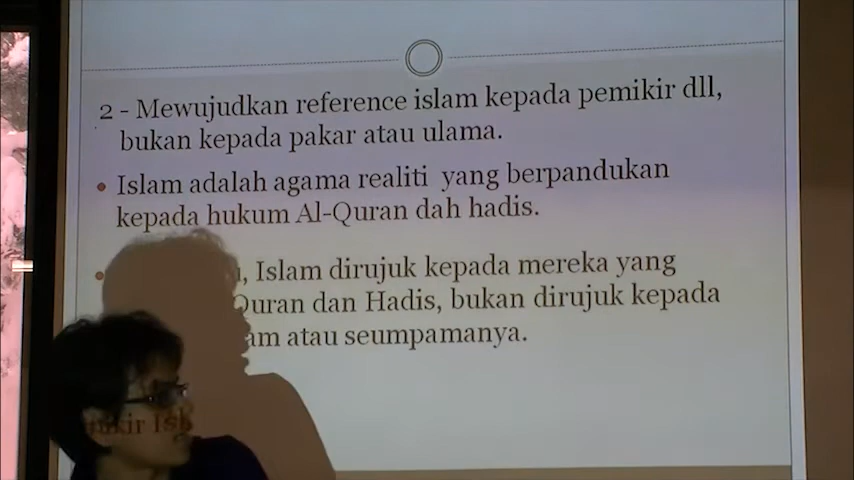 2 - Mewujudkan reference islam kepada pemikir dll,
bukan kepada pakar atau ulama.
Islam adalah agama realiti yang berpandukan
kepada hukum Al-Quran dah hadis.
, Islam dirujuk kepada mereka yang
Quran dan Hadis, bukan dirujuk kepada
atau seumpamanya.